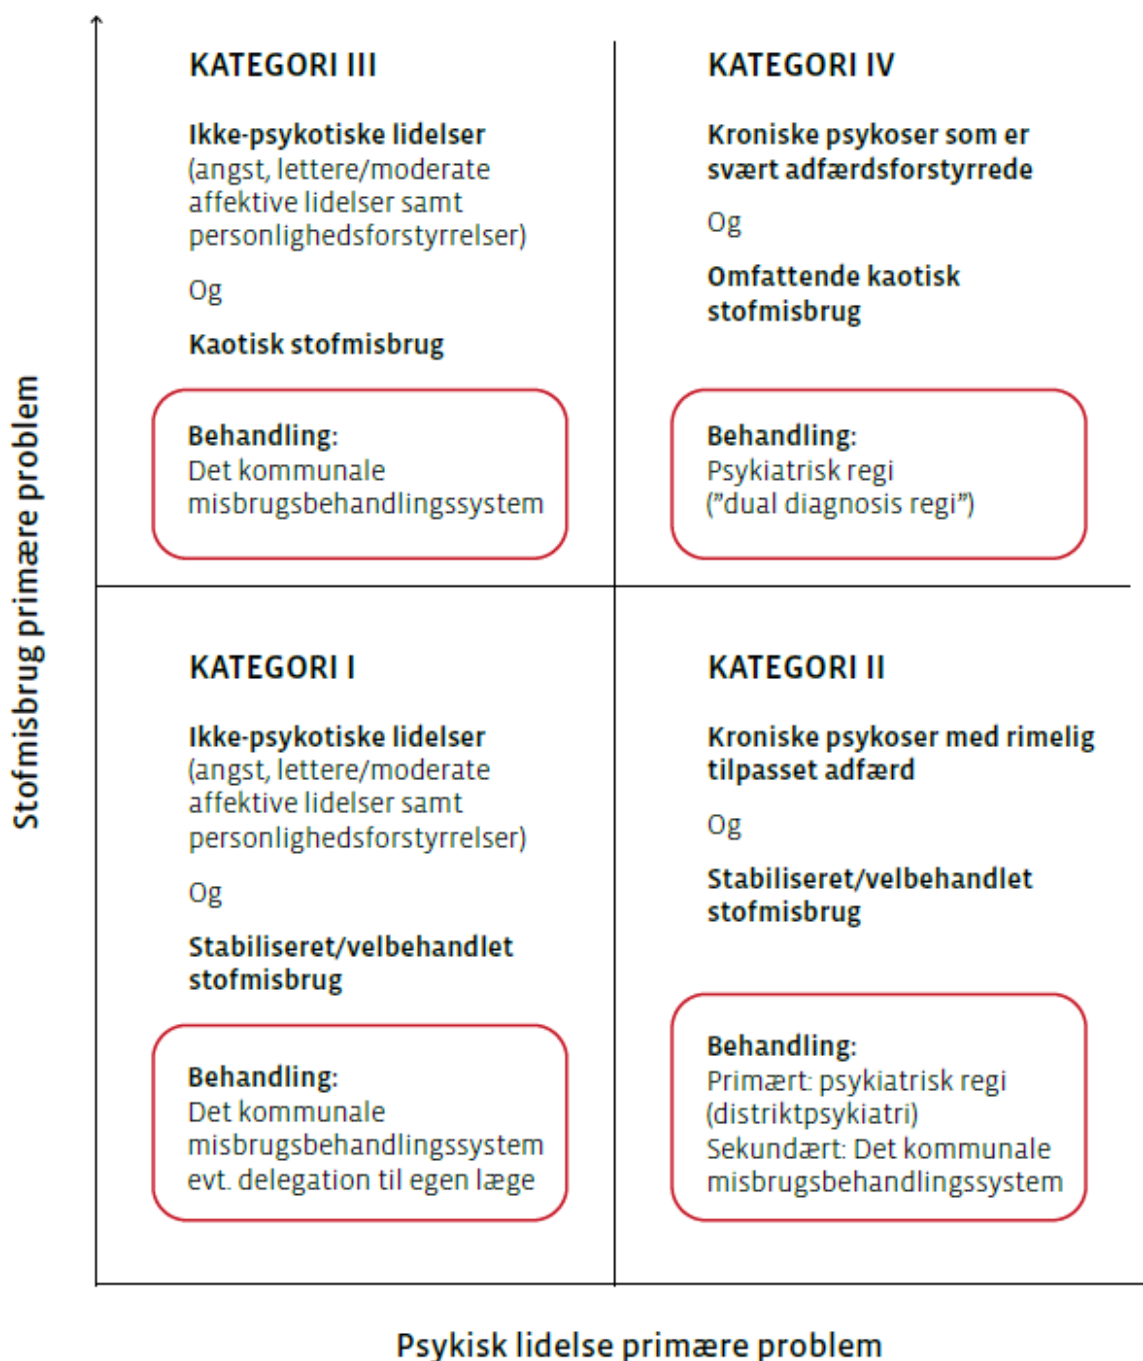 KATEGORI III
Ikke-psykotiske lidelser
(angst, lettere/moderate
affektive lidelser samt
personlighedsforstyrrelser)
Og
Kaotisk stofmisbrug
Behandling:
Det kommunale
misbrugsbehandlingssystem
KATEGORI IV
Kroniske psykoser som er
svært adfærdsforstyrrede
Og
Omfattende kaotisk
stofmisbrug
Behandling:
Psykiatrisk regi
(”dual diagnosis regi”)
Stofmisbrug primære problem
KATEGORI I
Ikke-psykotiske lidelser
(angst, lettere/moderate
affektive lidelser samt
personlighedsforstyrrelser)
Og
Stabiliseret/velbehandlet
stofmisbrug
Behandling:
Det kommunale
misbrugsbehandlingssystem
evt. delegation til egen læge
KATEGORI II
Kroniske psykoser med rimelig
tilpasset adfærd
Og
Stabiliseret/velbehandlet
stofmisbrug
Behandling:
Primært: psykiatrisk regi
(distriktpsykiatri)
Sekundært: Det kommunale
misbrugsbehandlingssystem
Psykisk lidelse primære problem